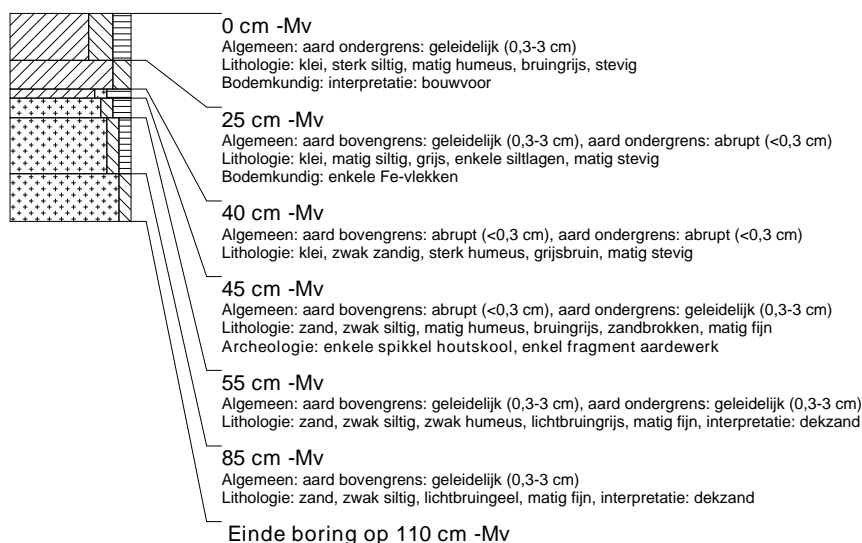 0 cm -Mv
Algemeen: aard ondergrens: geleidelijk (0,3-3 cm)
Lithologie: klei, sterk siltig, matig humeus, bruingrijs, stevig
Bodemkundig: interpretatie: bouwvoor
25 cm -Mv
Algemeen: aard bovengrens: geleidelijk (0,3-3 cm), aard ondergrens: abrupt (<0,3 cm)
Lithologie: klei, matig siltig, grijs, enkele siltlagen, matig stevig
Bodemkundig: enkele Fe-vlekken
40 cm -Mv
Algemeen: aard bovengrens: abrupt (<0,3 cm), aard ondergrens: abrupt (<0,3 cm)
Lithologie: klei, zwak zandig, sterk humeus, grijsbruin, matig stevig
45 cm -Mv
Algemeen: aard bovengrens: abrupt (<0,3 cm), aard ondergrens: geleidelijk (0,3-3 cm)
Lithologie: zand, zwak siltig, matig humeus, bruingrijs, zandbrokken, matig fijn
Archeologie: enkele spikkel houtskool, enkel fragment aardewerk
55 cm -Mv
Algemeen: aard bovengrens: geleidelijk (0,3-3 cm), aard ondergrens: geleidelijk (0,3-3 cm)
Lithologie: zand, zwak siltig, zwak humeus, lichtbruingrijs, matig fijn, interpretatie: dekzand
85 cm -Mv
Algemeen: aard bovengrens: geleidelijk (0,3-3 cm)
Lithologie: zand, zwak siltig, lichtbruingeel, matig fijn, interpretatie: dekzand
Einde boring op 110 cm -Mv